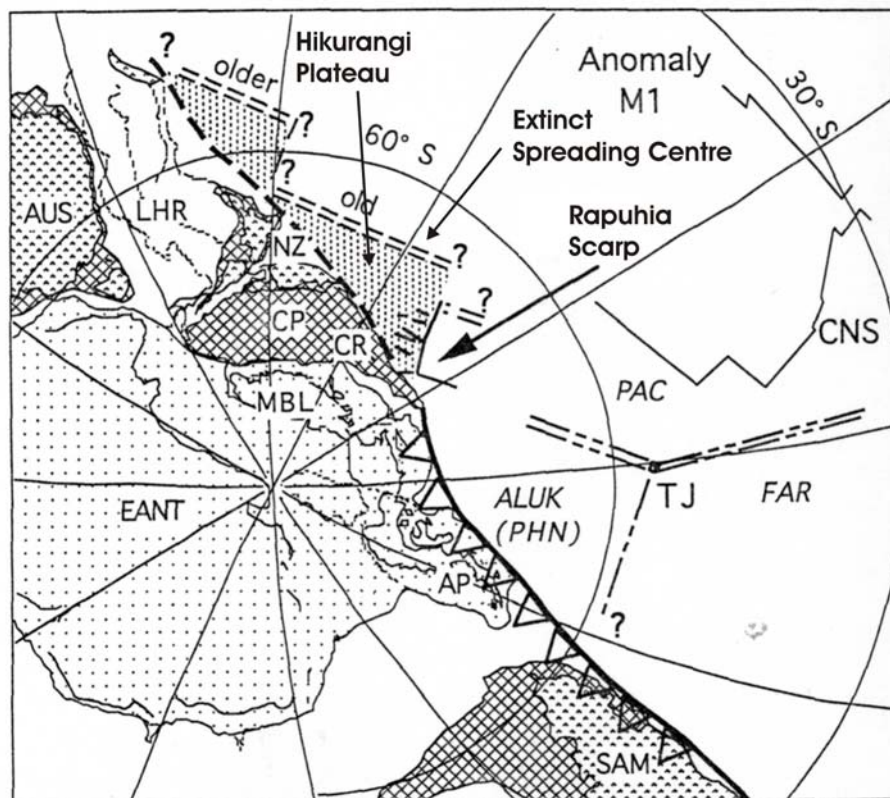 ?
Hikurangi
Plateau
older
?
?
60° S
Anomaly
M1
30° S
Extinct
Spreading Centre
AUS
LHR
old
Rapuhia
Scarp
NZ
?
?
CP
CR
CNS
PAC
MBL
EANT
ALUK
(PHN)
TJ
FAR
AP
?
SAM